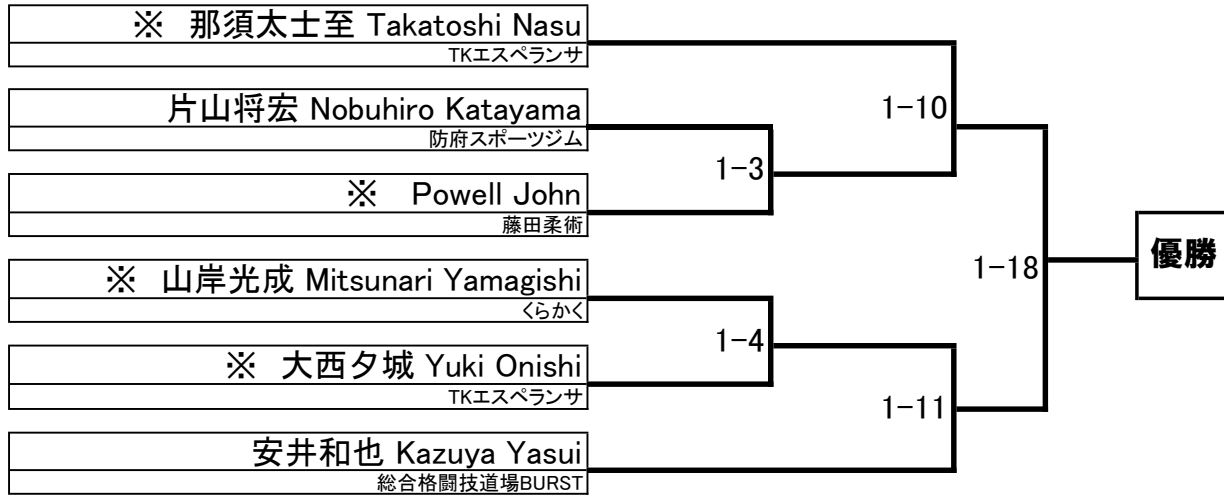 ※　那須太士至 Takatoshi Nasu
TKエスペランサ
片山将宏 Nobuhiro Katayama
防府スポーツジム
※　Powell John
藤田柔術
※　山岸光成 Mitsunari Yamagishi
くらかく
※　大西夕城 Yuki Onishi
TKエスペランサ
安井和也 Kazuya Yasui
総合格闘技道場BURST
1-3
1-4
1-10
1-11
1-18
優勝